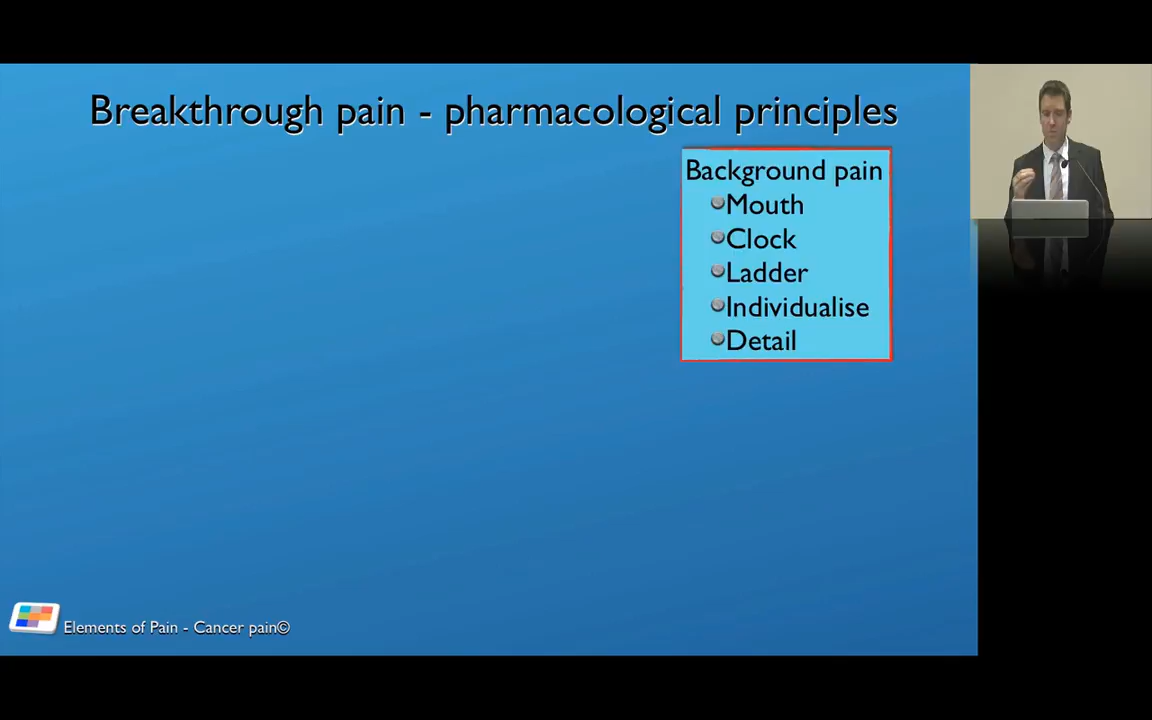 Breakthrough pain - pharmacological principles
Background pain
Mouth
Clock
Ladder
Individualise
Detail
Elements of Pain - Cancer pain©